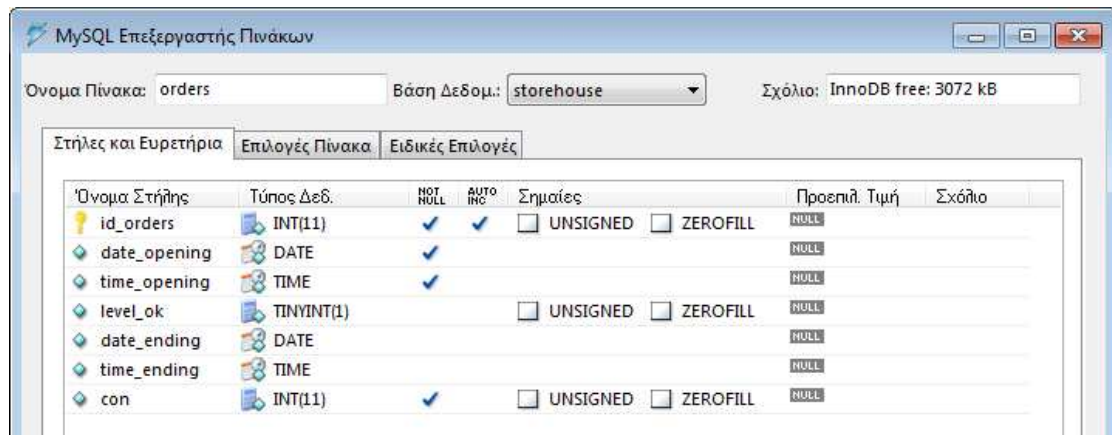 MySQL Επεξεργαστής Πινάκων
Όνομα Πίνακα: orders Βάση Δεδομ.: storehouse Σχόλιο: InnoDB free: 3072 kB
Στήλες και Ευρετήρια Επιλογές Πίνακα Ειδικές Επιλογές
Όνομα Στήλης Τύπος Δεδ. NOT NULL AUTO INC Σημαίες Προεπιλ. Τιμή Σχόλιο
id_orders INT(11) UNSIGNED ZEROFILL NULL
date_opening DATE NULL
time_opening TIME NULL
level_ok TINYINT(1) UNSIGNED ZEROFILL NULL
date_ending DATE NULL
time_ending TIME NULL
con INT(11) UNSIGNED ZEROFILL NULL